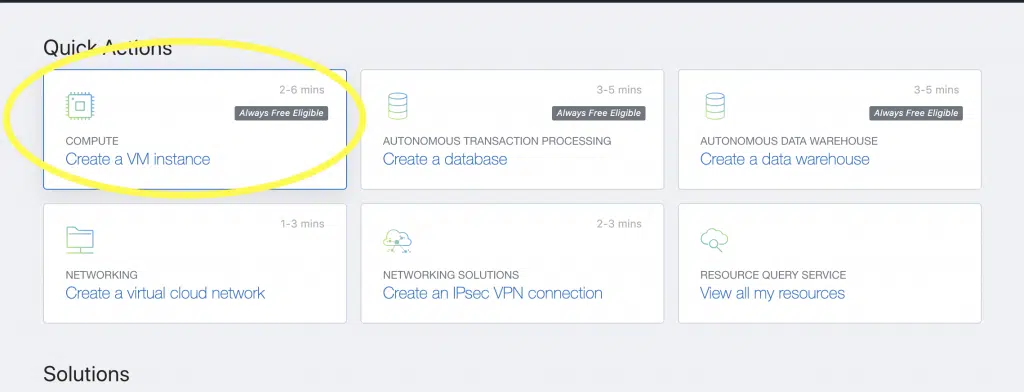 Quick Actions
2-6 mins
Always Free Eligible
COMPUTE
Create a VM instance
3-5 mins
Always Free Eligible
AUTONOMOUS TRANSACTION PROCESSING
Create a database
3-5 mins
Always Free Eligible
AUTONOMOUS DATA WAREHOUSE
Create a data warehouse
1-3 mins
NETWORKING
Create a virtual cloud network
2-3 mins
NETWORKING SOLUTIONS
Create an IPsec VPN connection
RESOURCE QUERY SERVICE
View all my resources
Solutions